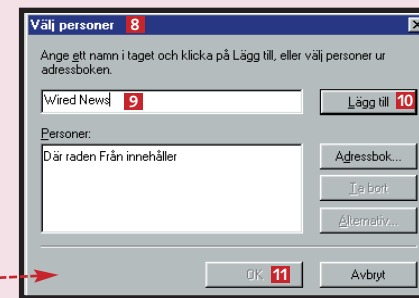 Välj personer 8
Ange ett namn i taget och klicka på Lägg till, eller välj personer ur
adressboken.
Wired News 9
Lägg till 10
Personer:
Där raden Från innehåller
Adressbok...
Ta bort
Alternativ...
OK 11
Avbryt